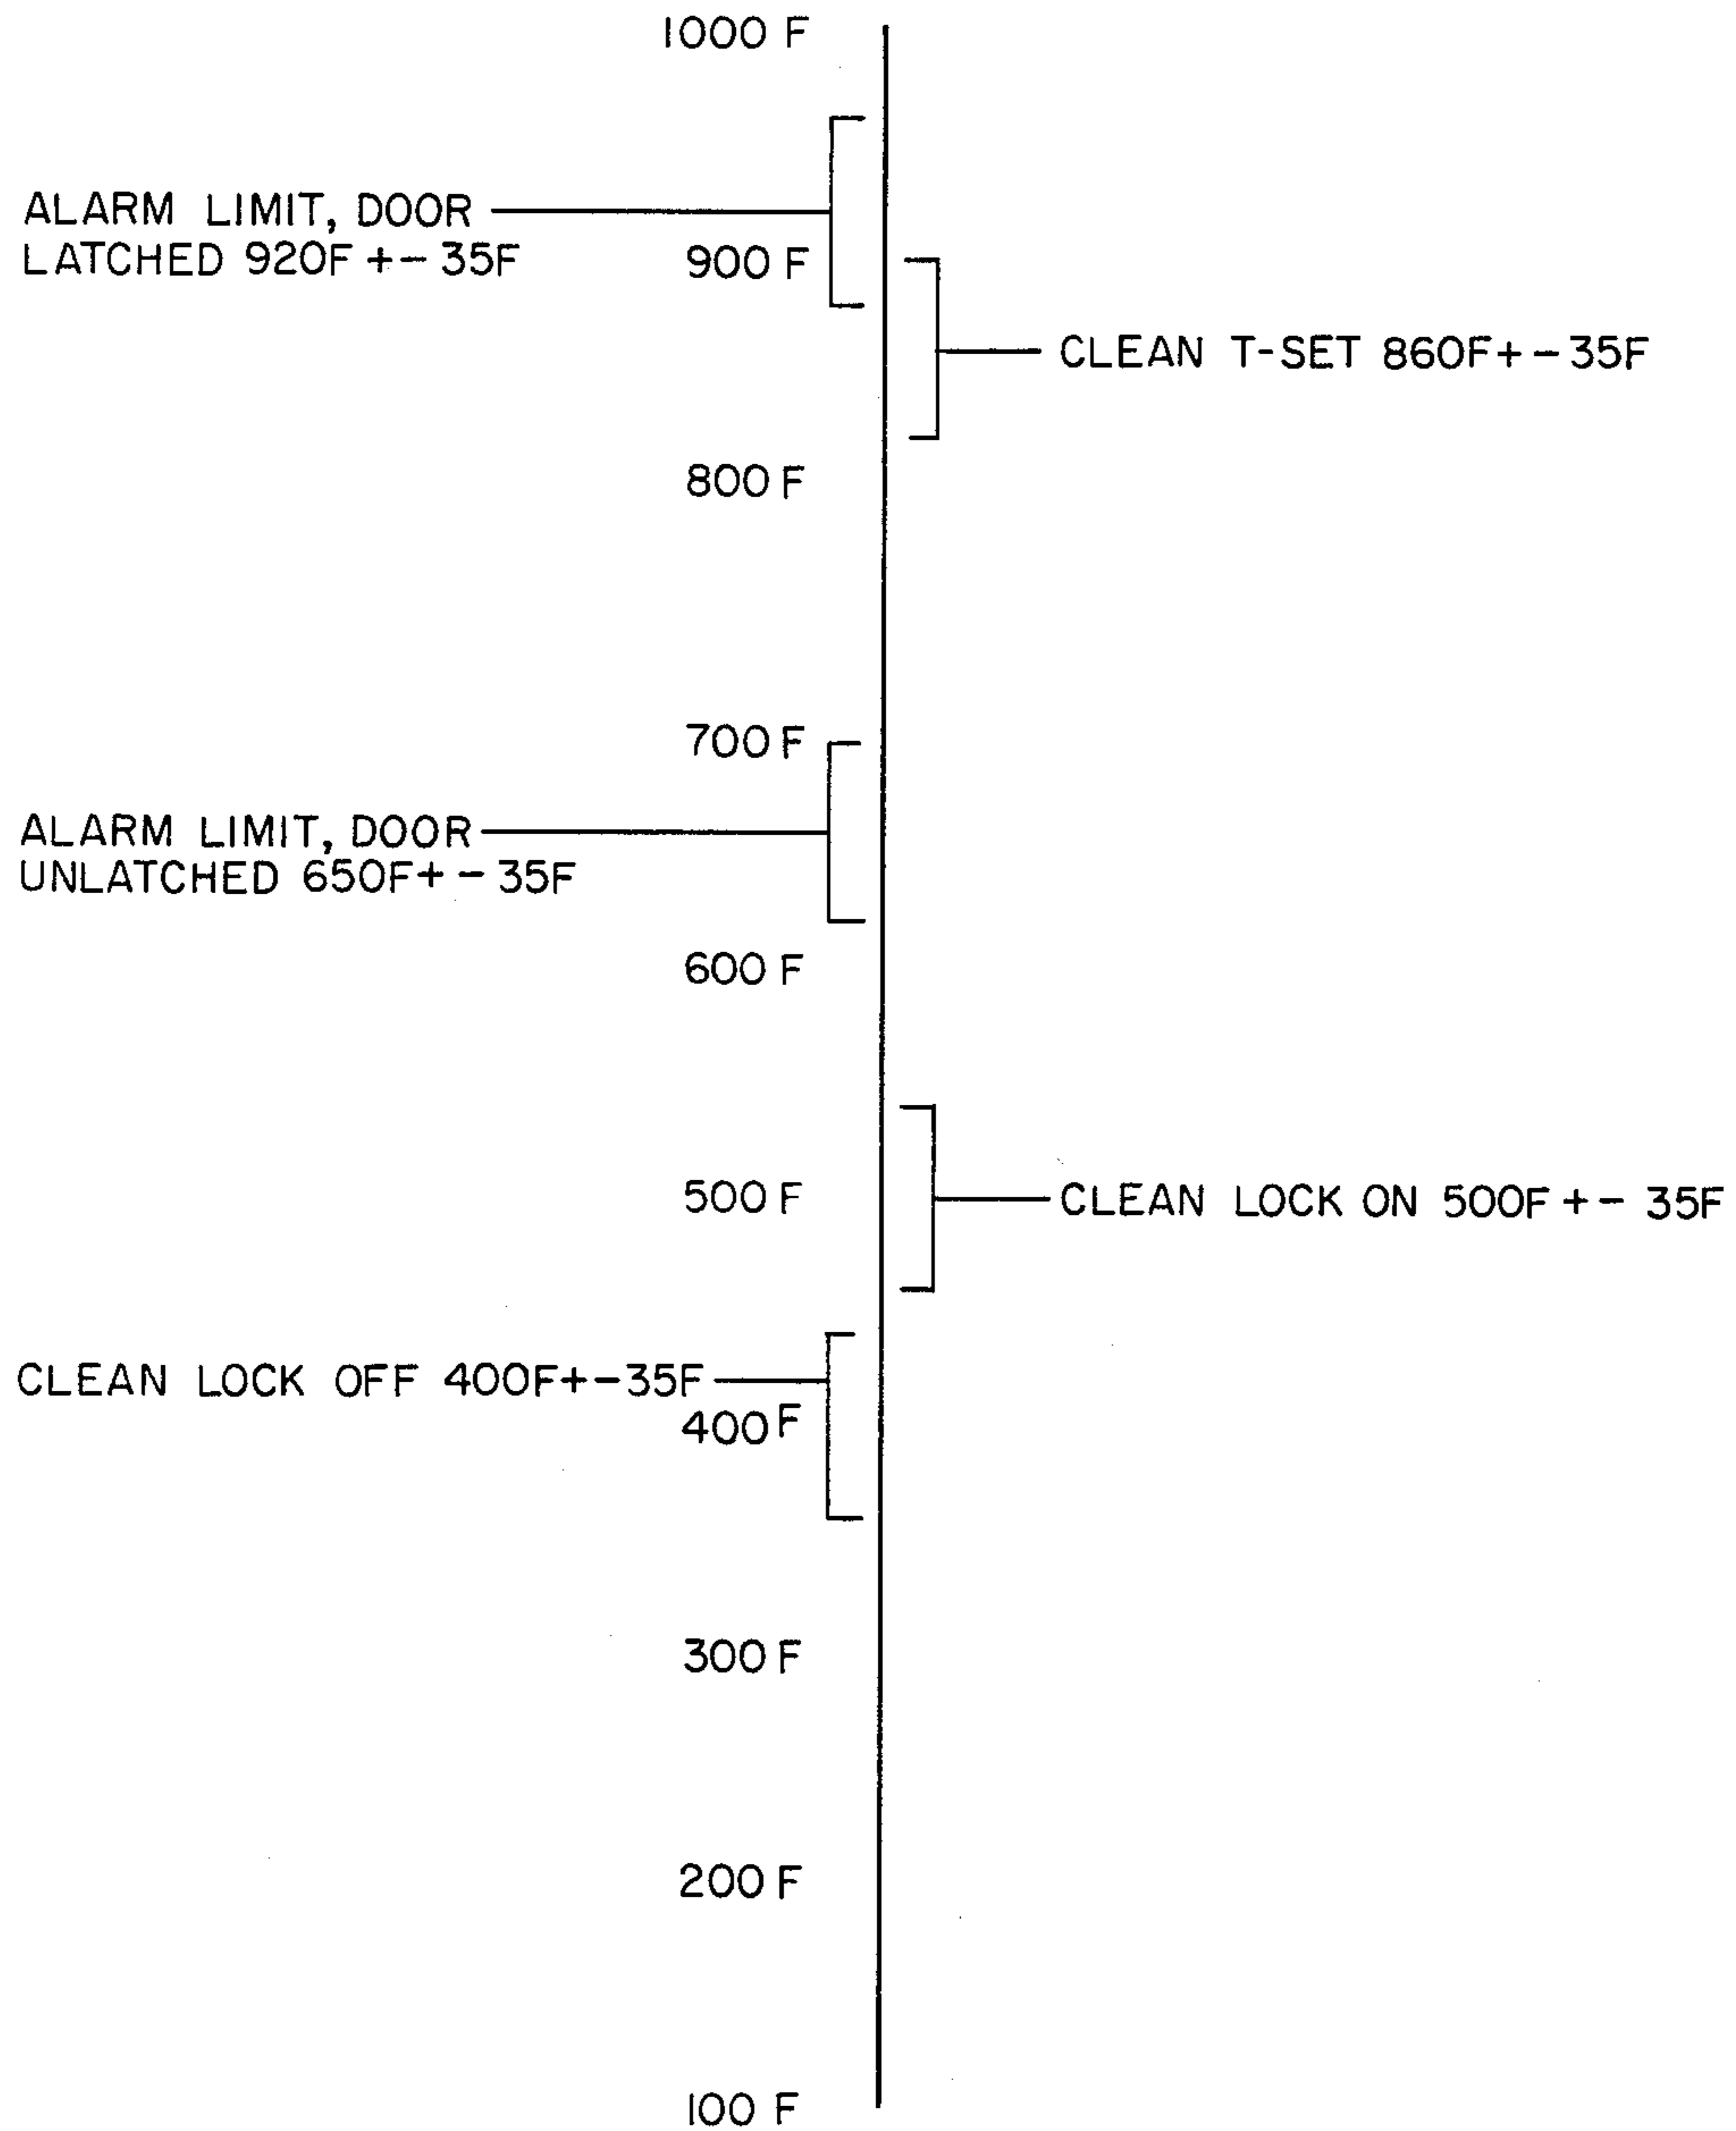 1000 F
ALARM LIMIT, DOOR
LATCHED 920F +- 35F
900 F
CLEAN T-SET 860F+-35F
800 F
700 F
ALARM LIMIT, DOOR
UNLATCHED 650F+-35F
600 F
500 F
CLEAN LOCK ON 500F +- 35F
CLEAN LOCK OFF 400F+-35F
400 F
300 F
200 F
100 F